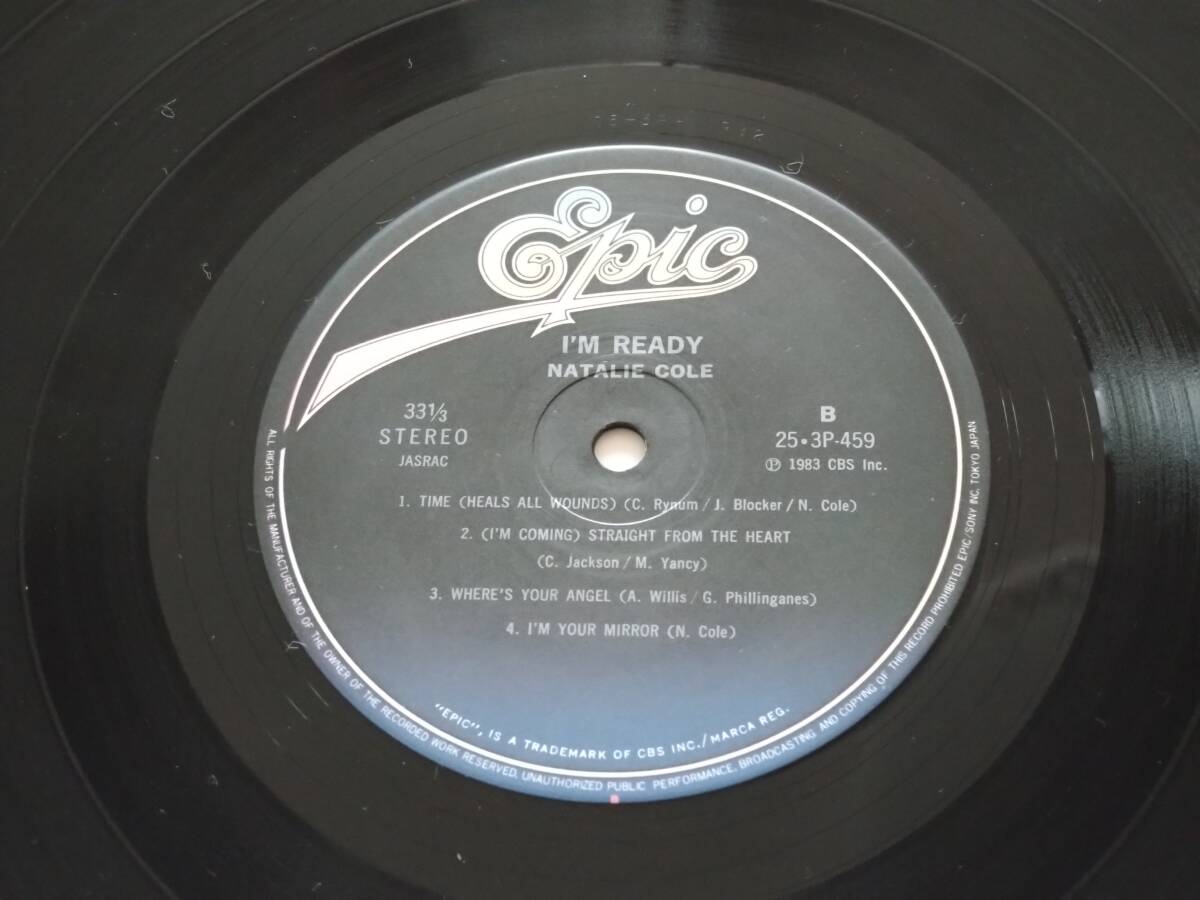 Epic
I'M READY
NATALIE COLE
33⅓
STEREO
JASRAC
B
25・3P-459
Ⓟ 1983 CBS Inc.
1. TIME (HEALS ALL WOUNDS) (C. Rynum / J. Blocker / N. Cole)
2. (I'M COMING) STRAIGHT FROM THE HEART
(C. Jackson / M. Yancy)
3. WHERE'S YOUR ANGEL (A. Willis / G. Phillinganes)
4. I'M YOUR MIRROR (N. Cole)
"EPIC", IS A TRADEMARK OF CBS INC./MARCA REG.
ALL RIGHTS OF THE MANUFACTURER AND OF THE OWNER OF THE RECORDED WORK RESERVED. UNAUTHORIZED PUBLIC PERFORMANCE. BROADCASTING AND COPYING OF THIS RECORD PROHIBITED EPIC/SONY INC. TOKYO JAPAN